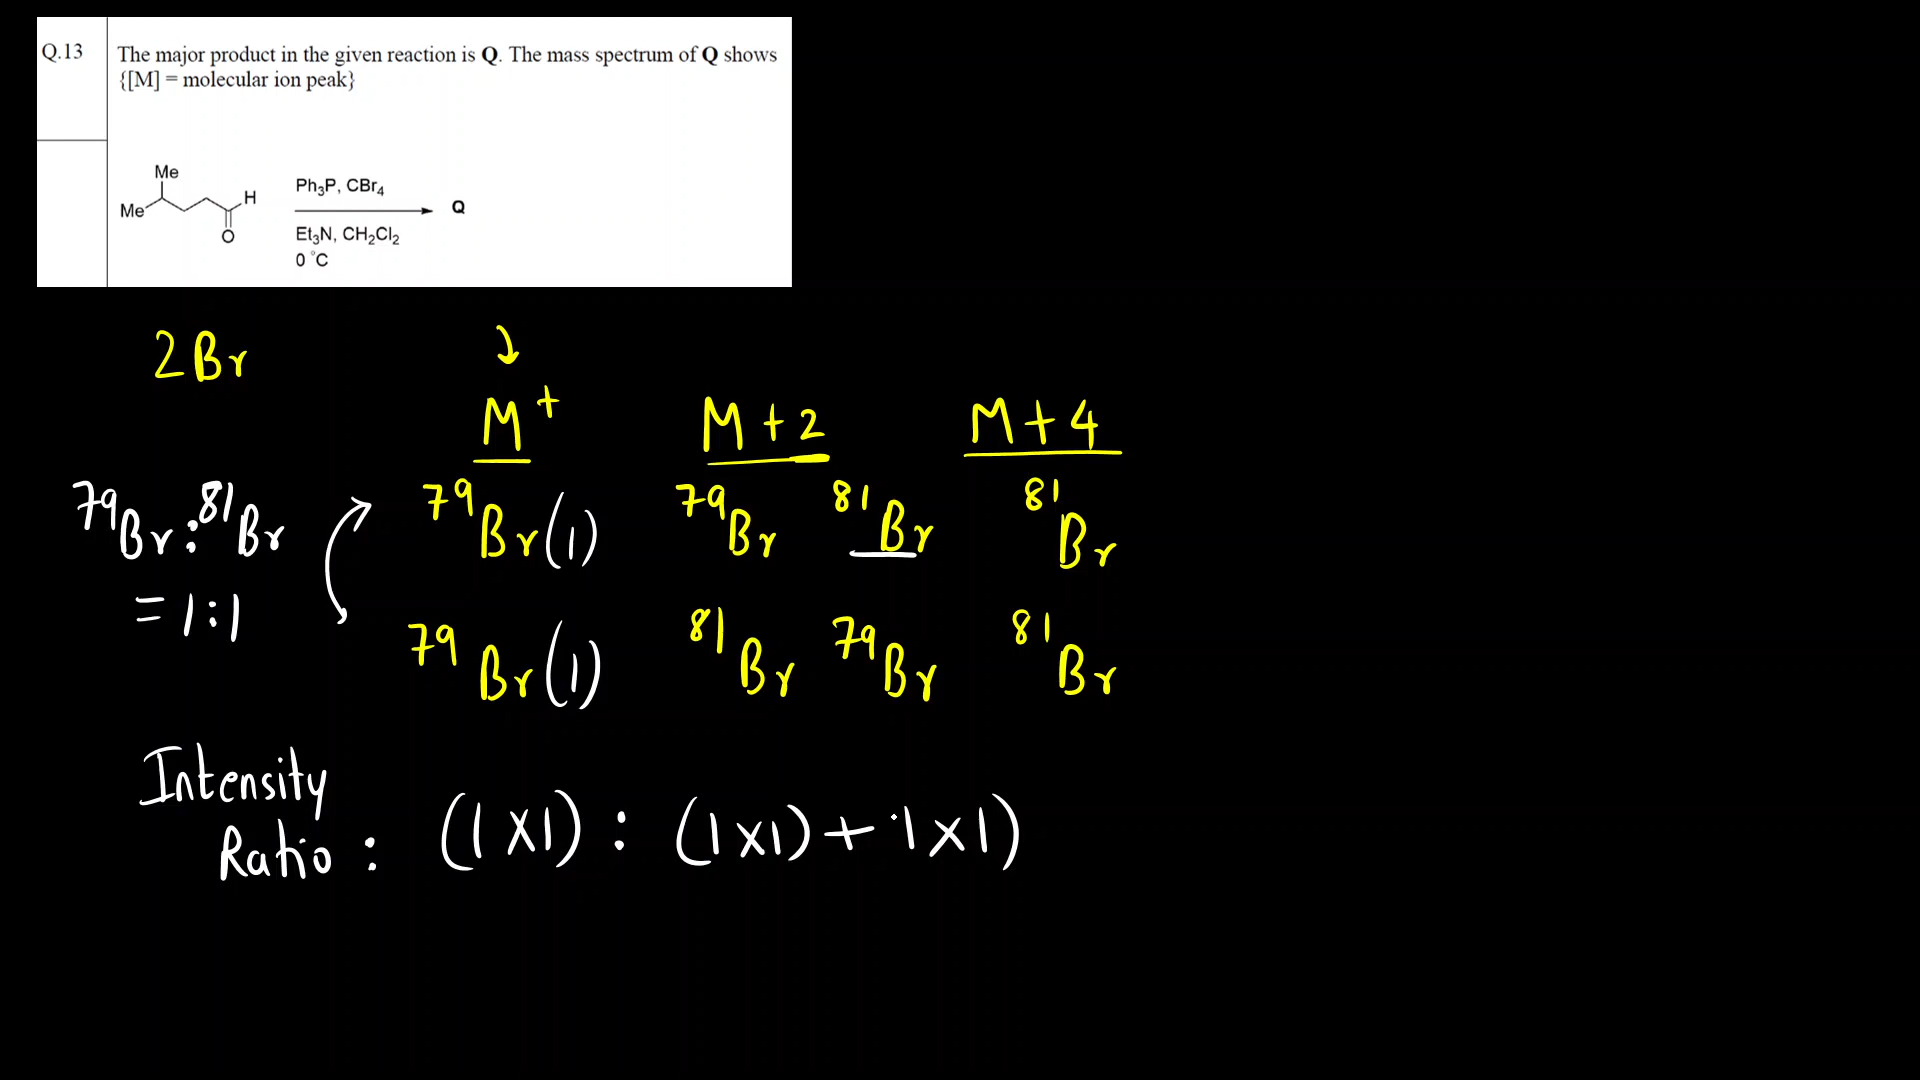 Q.13 The major product in the given reaction is Q. The mass spectrum of Q shows
{[M] = molecular ion peak}
Me
Me
H
O
Ph₃P, CBr₄
Et₃N, CH₂Cl₂
0 °C
Q
2Br
M⁺ M+2 M+4
⁷⁹Br:⁸¹Br
=1:1
⁷⁹Br(1) ⁷⁹Br ⁸¹Br ⁸¹Br
⁷⁹Br(1) ⁸¹Br ⁷⁹Br ⁸¹Br
Intensity
Ratio : (1x1) : (1x1)+1x1)